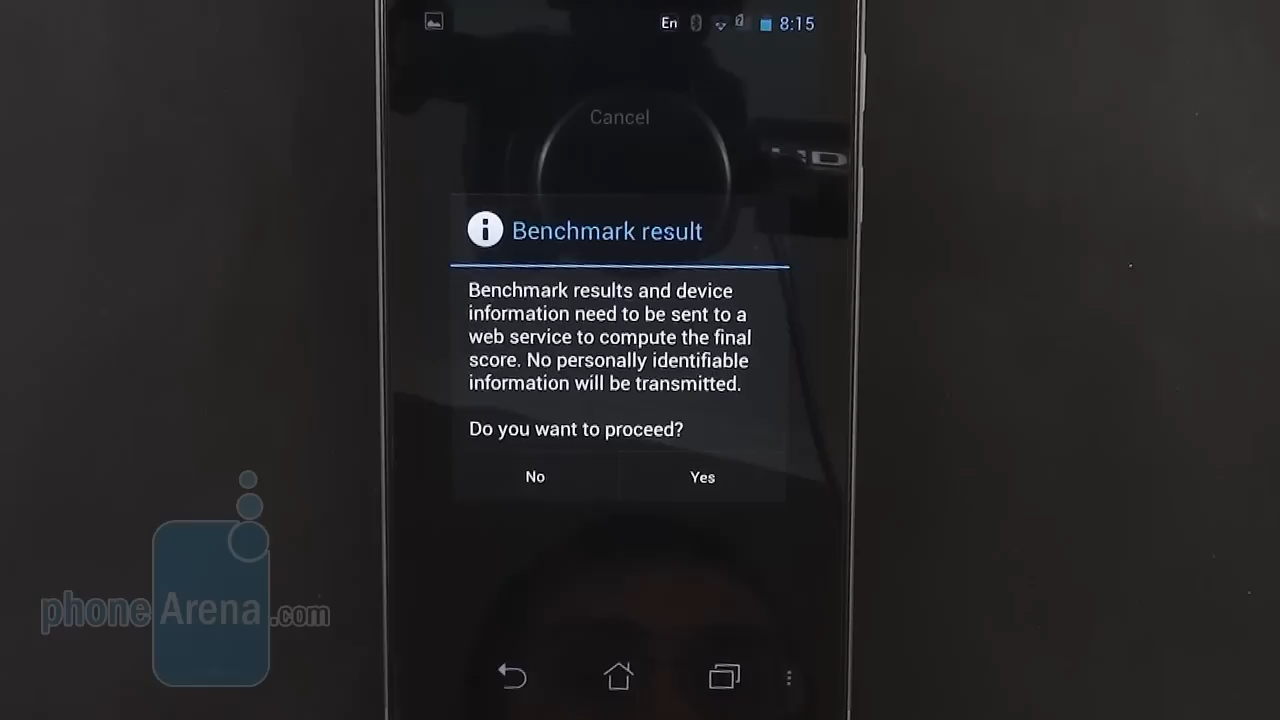 En 8:15
Cancel
Benchmark result
Benchmark results and device
information need to be sent to a
web service to compute the final
score. No personally identifiable
information will be transmitted.
Do you want to proceed?
No Yes
phoneArena.com